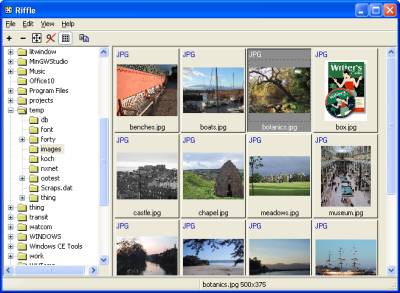 Riffle
File Edit View Help
litwindow
MinGWStudio
Music
Office10
Program Files
projects
temp
db
font
forty
images
koch
nxnet
ootest
Scraps.dat
thing
thing
transit
watcom
WINDOWS
Windows CE Tools
work
JPG JPG JPG JPG
Writer's
benches.jpg boats.jpg botanics.jpg box.jpg
JPG JPG JPG JPG
castle.jpg chapel.jpg meadows.jpg museum.jpg
JPG JPG JPG JPG
botanics.jpg 500x375